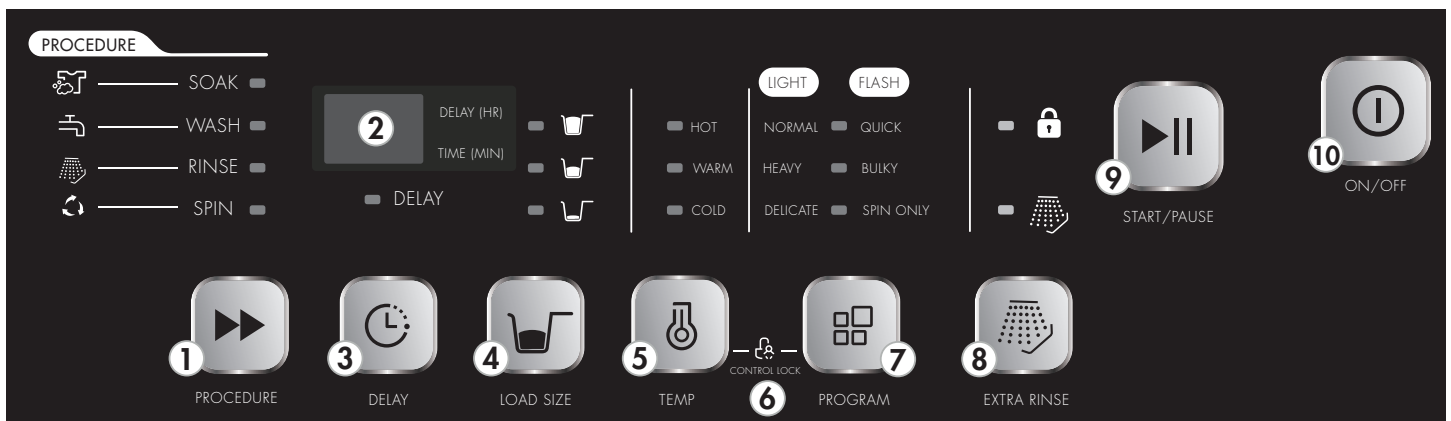 PROCEDURE
SOAK
WASH
RINSE
SPIN
2
DELAY (HR)
TIME (MIN)
DELAY
HOT
WARM
COLD
LIGHT FLASH
NORMAL QUICK
HEAVY BULKY
DELICATE SPIN ONLY
9
START/PAUSE
10
ON/OFF
1
PROCEDURE
3
DELAY
4
LOAD SIZE
5
TEMP
CONTROL LOCK
6
7
PROGRAM
8
EXTRA RINSE